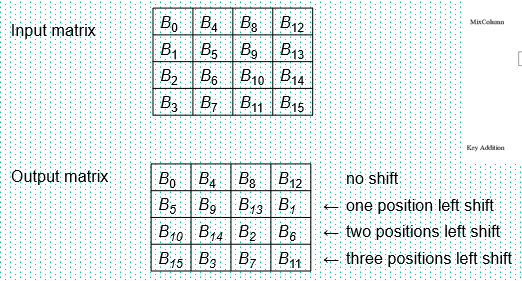 Input matrix
B0 B4 B8 B12
B1 B5 B9 B13
B2 B6 B10 B14
B3 B7 B11 B15
MixColumn
Key Addition
Output matrix
B0 B4 B8 B12 no shift
B5 B9 B13 B1 ← one position left shift
B10 B14 B2 B6 ← two positions left shift
B15 B3 B7 B11 ← three positions left shift